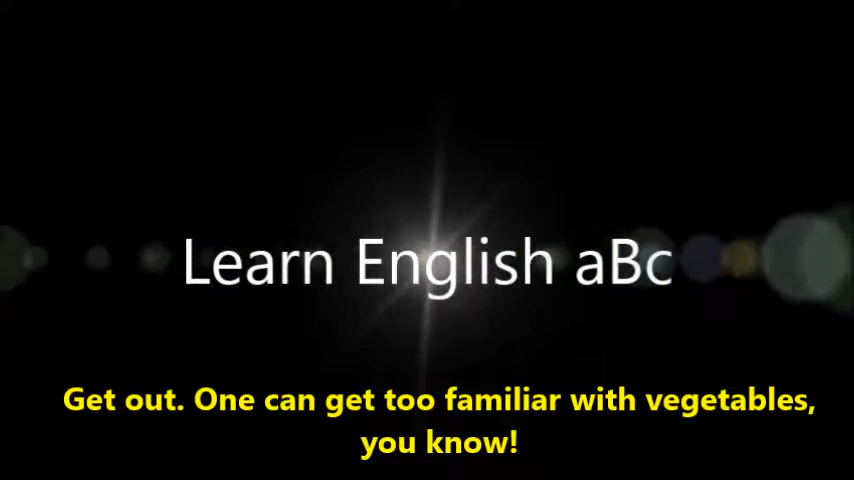 Learn English aBc
Get out. One can get too familiar with vegetables,
you know!